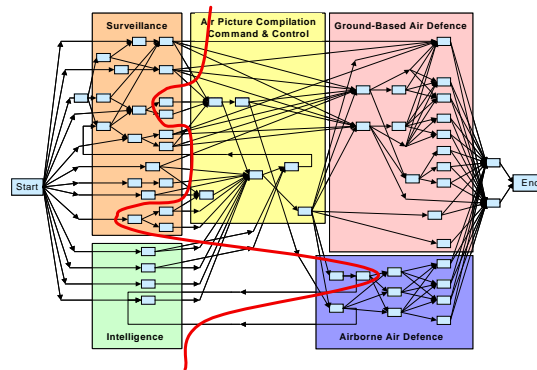 Surveillance
Air Picture Compilation
Command & Control
Ground-Based Air Defence
Start
End
Intelligence
Airborne Air Defence